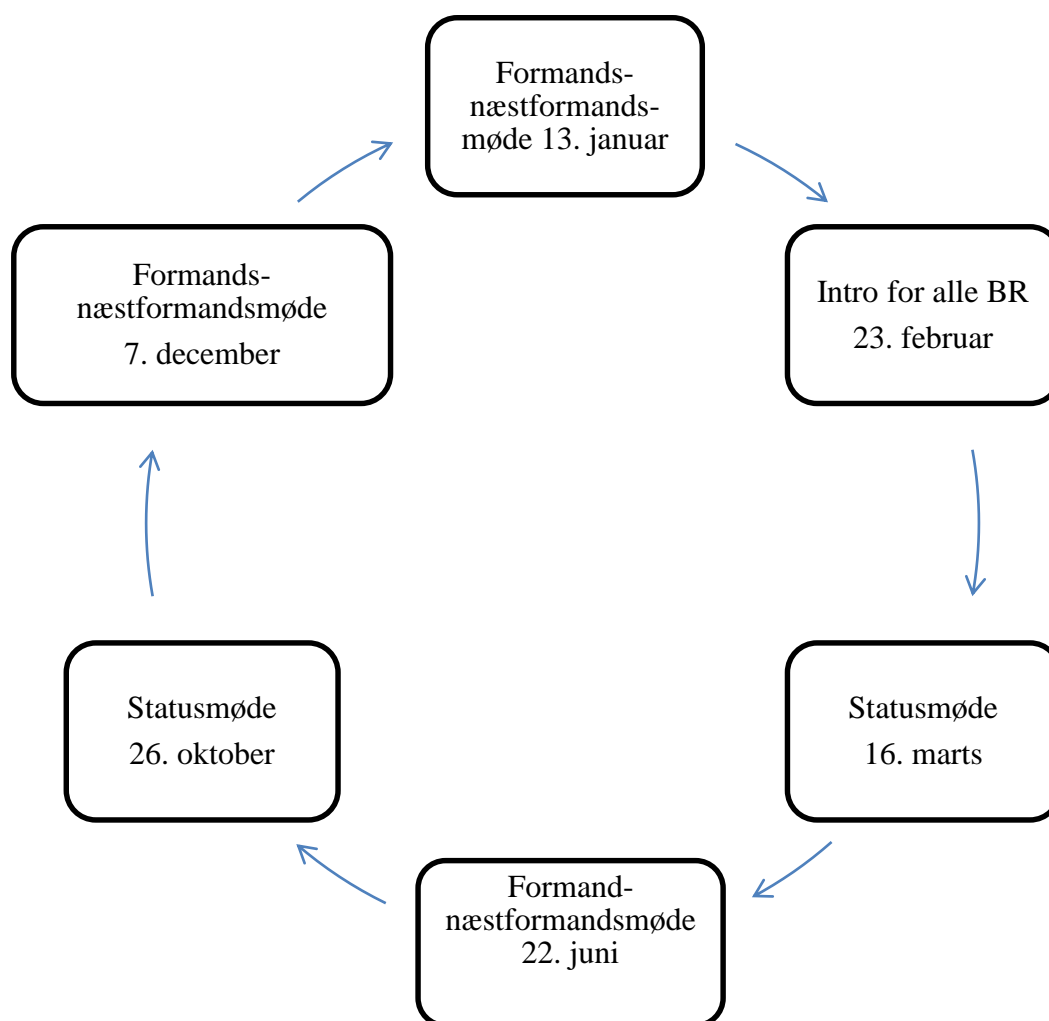 Formands-
næstformands-
møde 13. januar
Intro for alle BR
23. februar
Statusmøde
16. marts
Formand-
næstformandsmøde
22. juni
Statusmøde
26. oktober
Formands-
næstformandsmøde
7. december